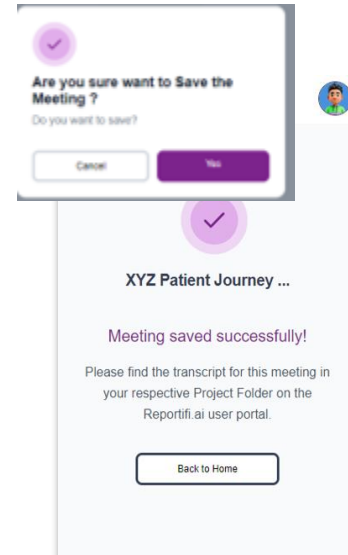 Are you sure want to Save the
Meeting ?
Do you want to save?
Cancel
Yes
XYZ Patient Journey ...
Meeting saved successfully!
Please find the transcript for this meeting in
your respective Project Folder on the
Reportifi.ai user portal.
Back to Home